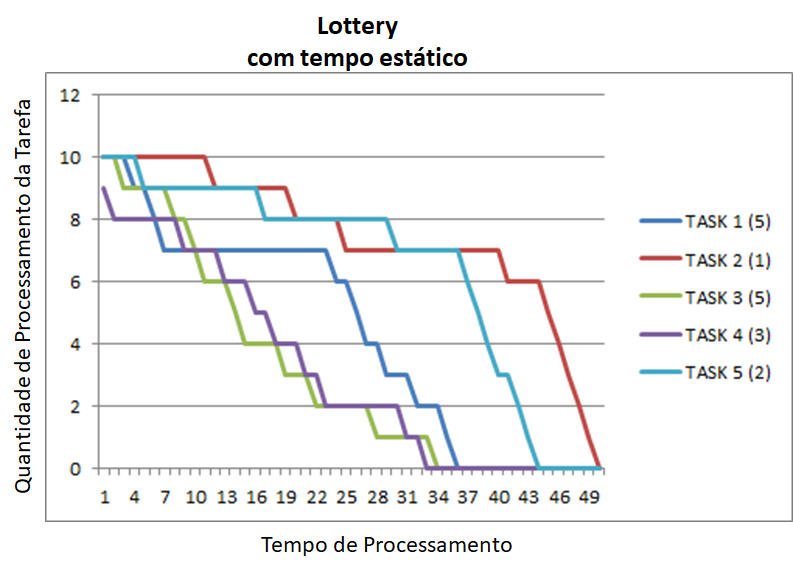 Lottery
com tempo estático
Quantidade de Processamento da Tarefa
12
10
8
6
4
2
0
1 4 7 10 13 16 19 22 25 28 31 34 37 40 43 46 49
Tempo de Processamento
TASK 1 (5)
TASK 2 (1)
TASK 3 (5)
TASK 4 (3)
TASK 5 (2)